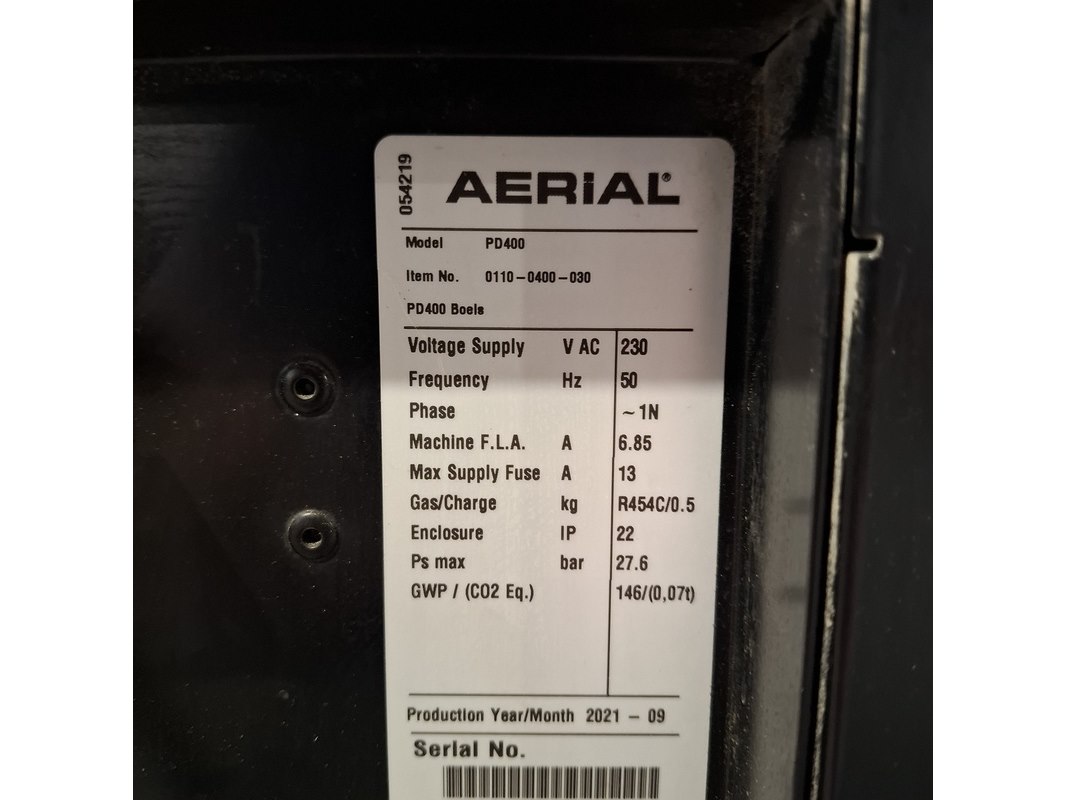 054219
AERIAL®
Model PD400
Item No. 0110-0400-030
PD400 Boels
Voltage Supply V AC 230
Frequency Hz 50
Phase ~1N
Machine F.L.A. A 6.85
Max Supply Fuse A 13
Gas/Charge kg R454C/0.5
Enclosure IP 22
Ps max bar 27.6
GWP / (CO2 Eq.) 146/(0,07t)
Production Year/Month 2021 - 09
Serial No.